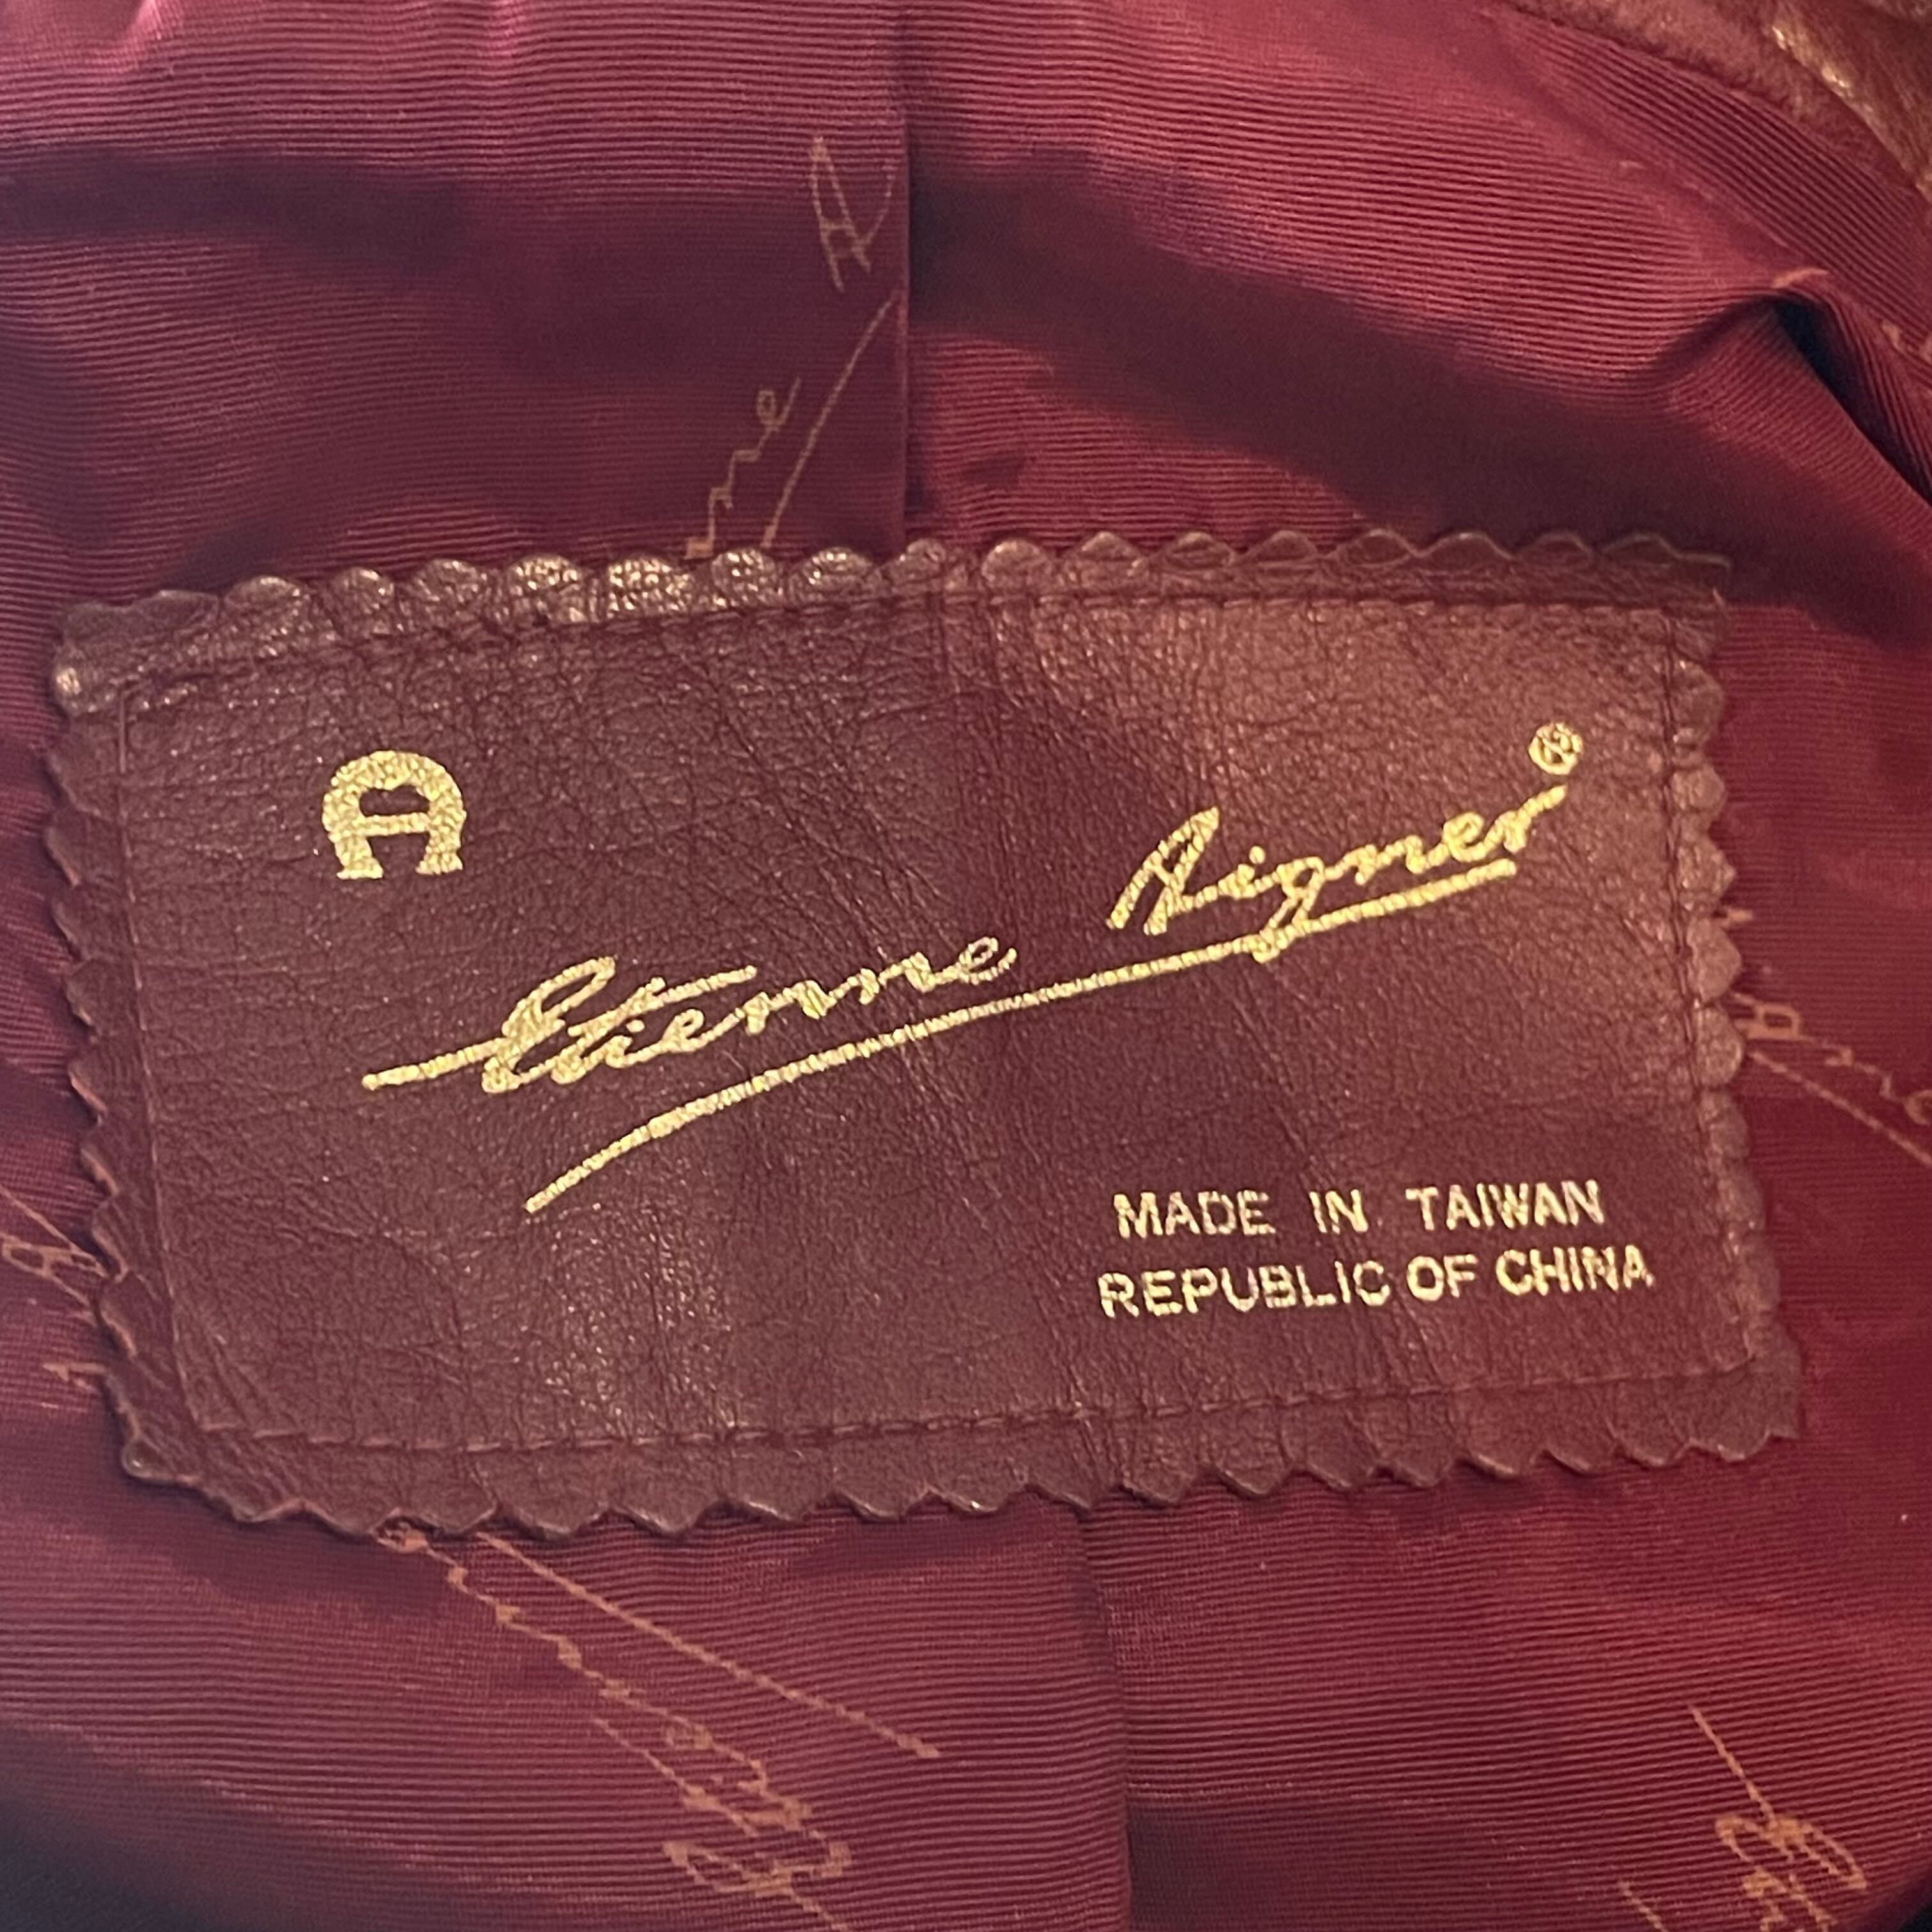 A
Etienne Aigner®
MADE IN TAIWAN
REPUBLIC OF CHINA